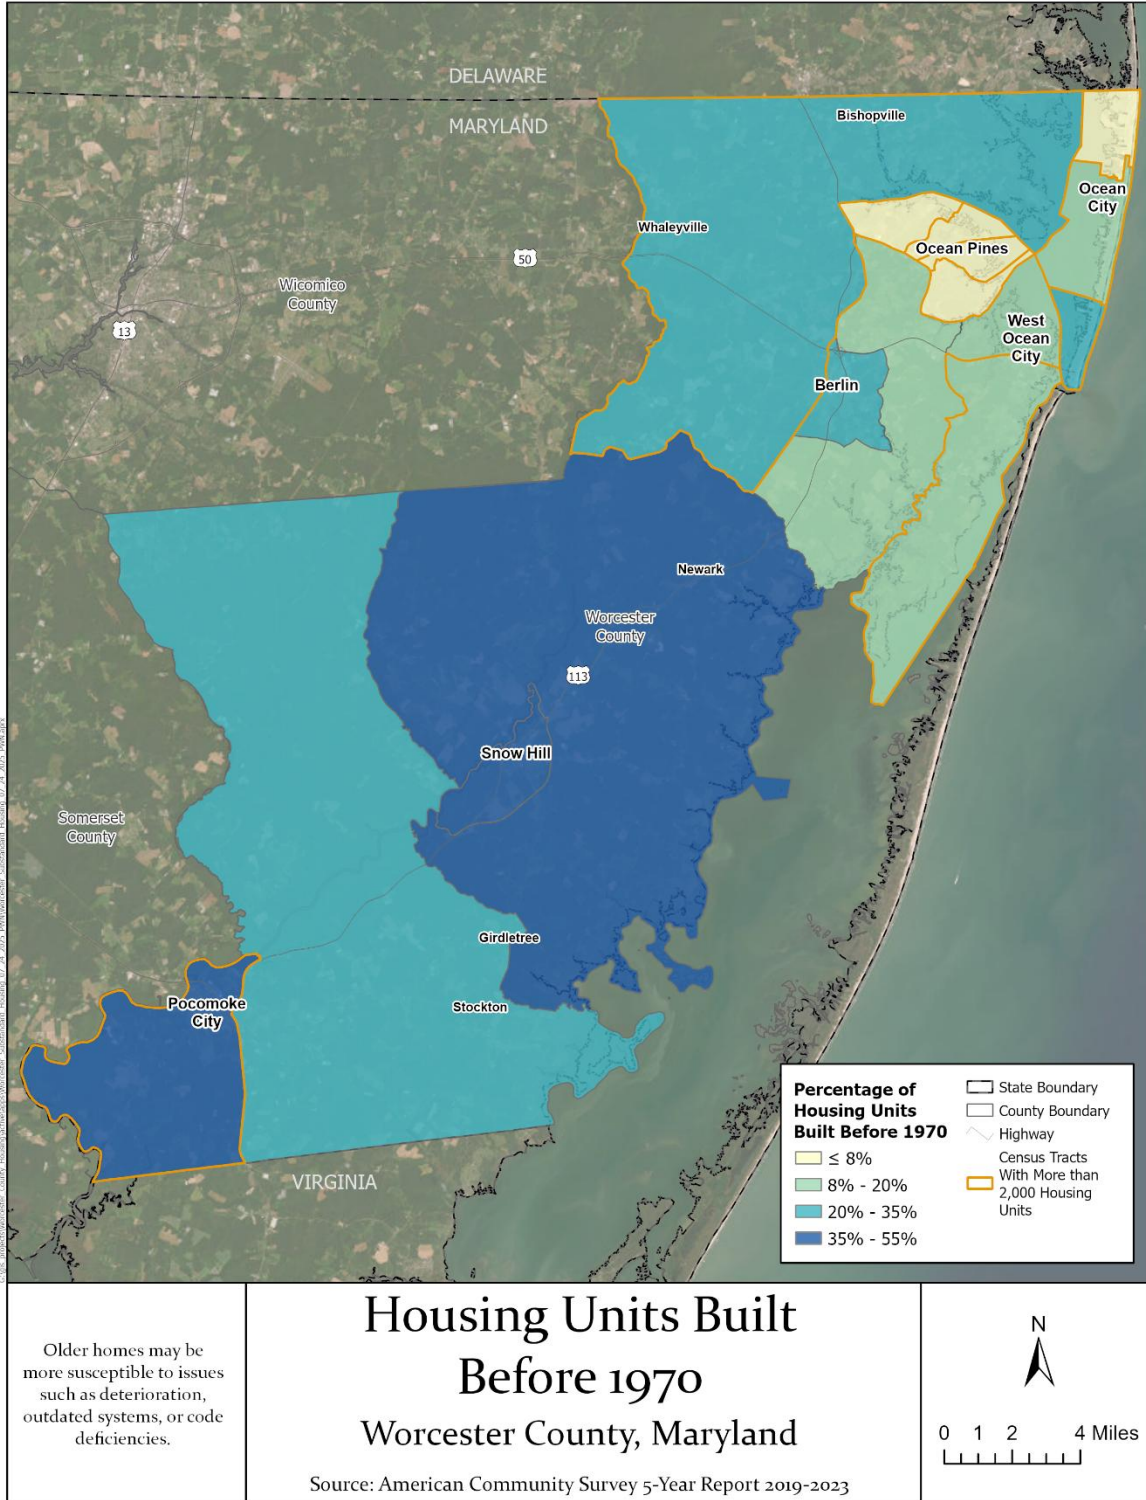 DELAWARE
MARYLAND
Bishopville
Ocean
City
Whaleyville
Ocean Pines
50
Wicomico
County
13
West
Ocean
City
Berlin
Newark
Worcester
County
113
Snow Hill
Somerset
County
Girdletree
Stockton
Pocomoke
City
VIRGINIA
Percentage of
Housing Units
Built Before 1970
≤ 8%
8% - 20%
20% - 35%
35% - 55%
State Boundary
County Boundary
Highway
Census Tracts
With More than
2,000 Housing
Units
Older homes may be
more susceptible to issues
such as deterioration,
outdated systems, or code
deficiencies.
Housing Units Built
Before 1970
Worcester County, Maryland
Source: American Community Survey 5-Year Report 2019-2023
N
0 1 2 4 Miles